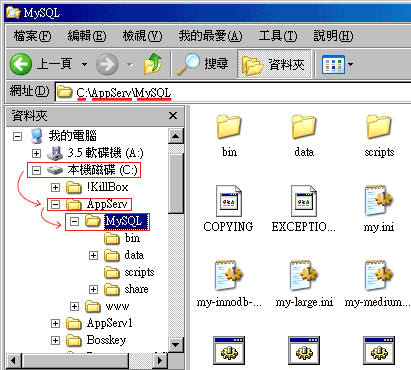 MySQL
檔案(F) 編輯(E) 檢視(V) 我的最愛(A) 工具(T) 說明(H)
上一頁 搜尋 資料夾
網址(D) C:\AppServ\MySQL
資料夾
我的電腦
3.5 軟碟機 (A:)
本機磁碟 (C:)
!KillBox
AppServ
MySQL
bin
data
scripts
share
www
AppServ1
Bosskey
bin data scripts
COPYING EXCEPTIO... my.ini
my-innodb-... my-large.ini my-medium...